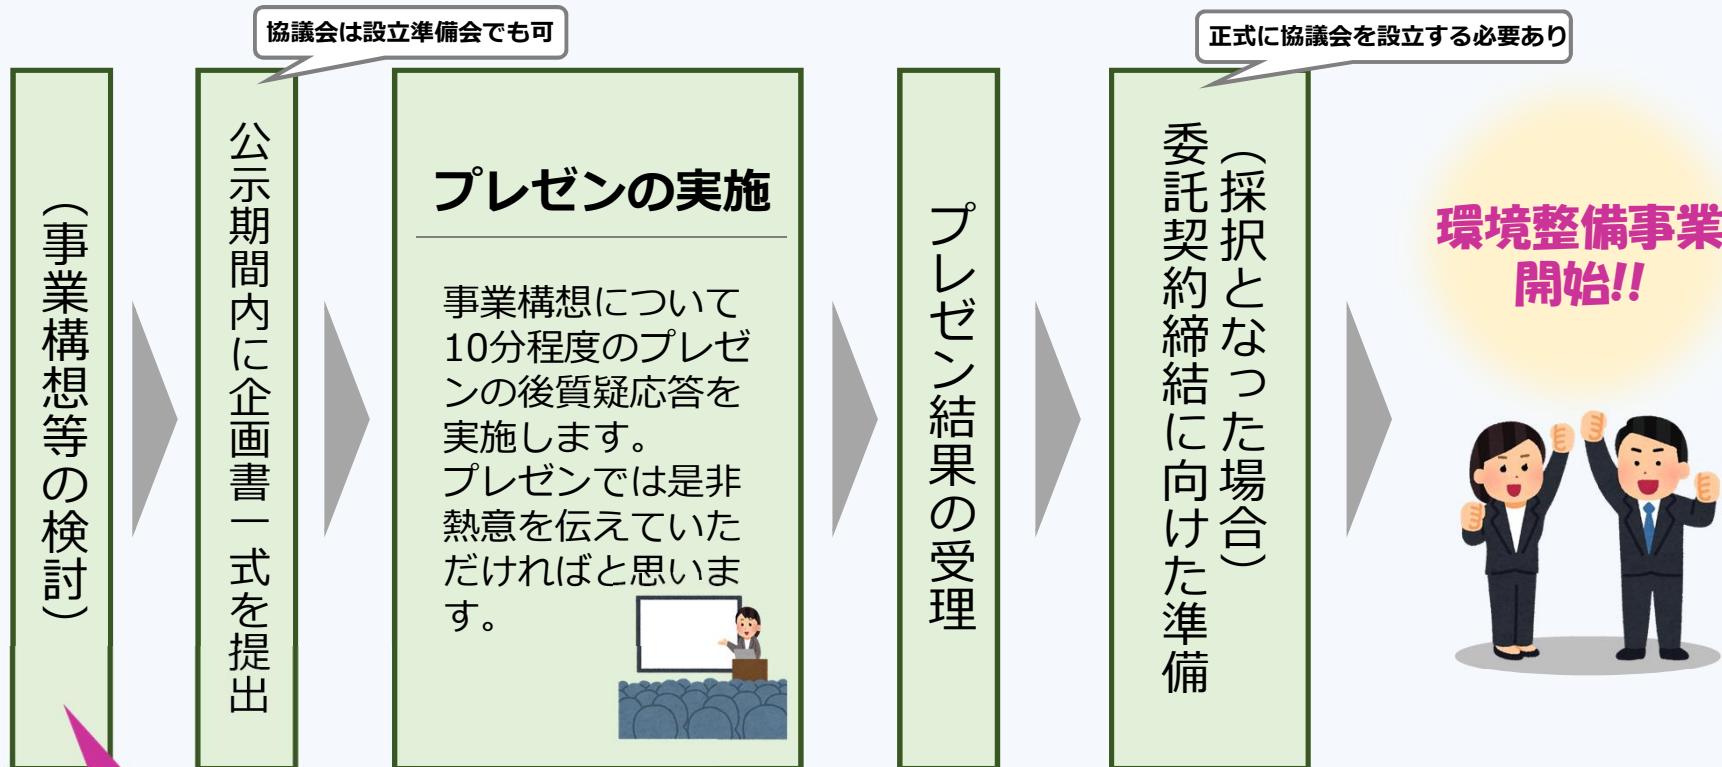 協議会は設立準備会でも可
正式に協議会を設立する必要あり
（事業構想等の検討）
公示期間内に企画書一式を提出
プレゼンの実施
事業構想について
10分程度のプレゼ
ンの後質疑応答を
実施します。
プレゼンでは是非
熱意を伝えていた
だければと思いま
す。
プレゼン結果の受理
（採択となった場合）
委託契約締結に向けた準備
環境整備事業
開始!!